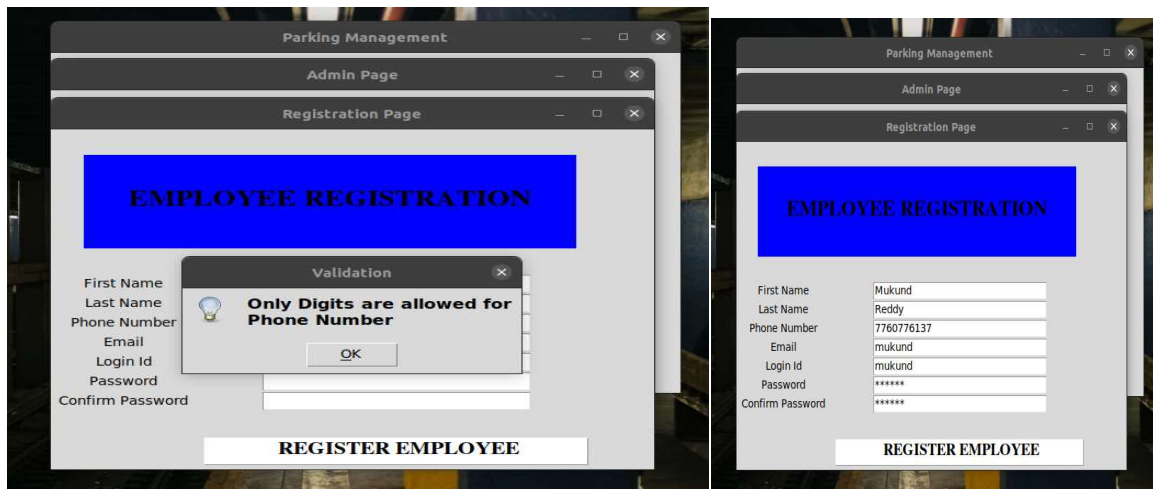 Parking Management
Admin Page
Registration Page
EMPLOYEE REGISTRATION
First Name
Last Name
Phone Number
Email
Login Id
Password
Confirm Password
Validation
Only Digits are allowed for
Phone Number
OK
REGISTER EMPLOYEE
Parking Management
Admin Page
Registration Page
EMPLOYEE REGISTRATION
First Name Mukund
Last Name Reddy
Phone Number 7760776137
Email mukund
Login Id mukund
Password ******
Confirm Password ******
REGISTER EMPLOYEE